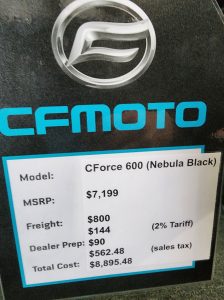 CFMOTO
Model: CForce 600 (Nebula Black)
MSRP: $7,199
Freight: $800
$144 (2% Tariff)
Dealer Prep: $90
$562.48 (sales tax)
Total Cost: $8,895.48